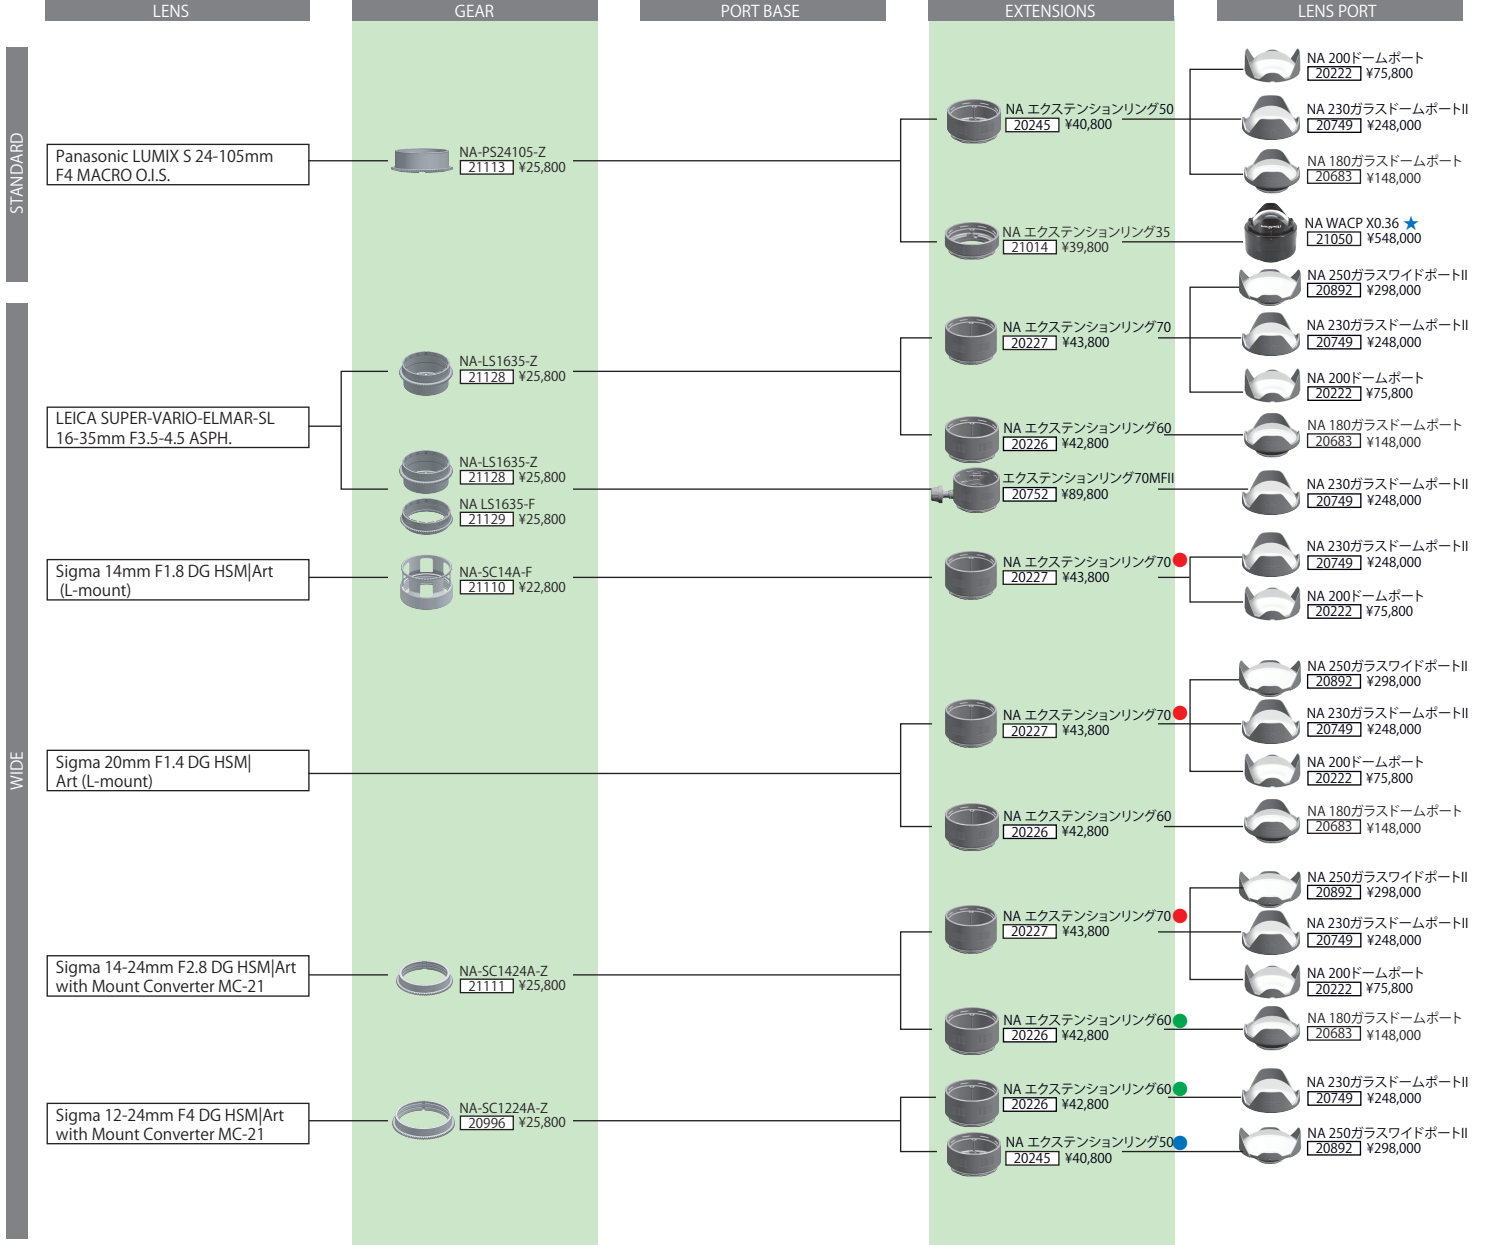 LENS
GEAR
PORT BASE
EXTENSIONS
LENS PORT
STANDARD
Panasonic LUMIX S 24-105mm
F4 MACRO O.I.S.
NA-PS24105-Z
21113 ¥25,800
NA エクステンションリング50
20245 ¥40,800
NA 200ドームポート
20222 ¥75,800
NA 230ガラスドームポートII
20749 ¥248,000
NA 180ガラスドームポート
20683 ¥148,000
NA エクステンションリング35
21014 ¥39,800
NA WACP X0.36 ★
21050 ¥548,000
WIDE
LEICA SUPER-VARIO-ELMAR-SL
16-35mm F3.5-4.5 ASPH.
NA-LS1635-Z
21128 ¥25,800
NA エクステンションリング70
20227 ¥43,800
NA 250ガラスワイドポートII
20892 ¥298,000
NA 230ガラスドームポートII
20749 ¥248,000
NA 200ドームポート
20222 ¥75,800
NA エクステンションリング60
20226 ¥42,800
NA 180ガラスドームポート
20683 ¥148,000
NA-LS1635-Z
21128 ¥25,800
NA LS1635-F
21129 ¥25,800
エクステンションリング70MFII
20752 ¥89,800
NA 230ガラスドームポートII
20749 ¥248,000
Sigma 14mm F1.8 DG HSM|Art
(L-mount)
NA-SC14A-F
21110 ¥22,800
NA エクステンションリング70
20227 ¥43,800
NA 230ガラスドームポートII
20749 ¥248,000
NA 200ドームポート
20222 ¥75,800
Sigma 20mm F1.4 DG HSM|
Art (L-mount)
NA エクステンションリング70
20227 ¥43,800
NA 250ガラスワイドポートII
20892 ¥298,000
NA 230ガラスドームポートII
20749 ¥248,000
NA 200ドームポート
20222 ¥75,800
NA エクステンションリング60
20226 ¥42,800
NA 180ガラスドームポート
20683 ¥148,000
Sigma 14-24mm F2.8 DG HSM|Art
with Mount Converter MC-21
NA-SC1424A-Z
21111 ¥25,800
NA エクステンションリング70
20227 ¥43,800
NA 250ガラスワイドポートII
20892 ¥298,000
NA 230ガラスドームポートII
20749 ¥248,000
NA 200ドームポート
20222 ¥75,800
NA エクステンションリング60
20226 ¥42,800
NA 180ガラスドームポート
20683 ¥148,000
Sigma 12-24mm F4 DG HSM|Art
with Mount Converter MC-21
NA-SC1224A-Z
20996 ¥25,800
NA エクステンションリング60
20226 ¥42,800
NA 230ガラスドームポートII
20749 ¥248,000
NA エクステンションリング50
20245 ¥40,800
NA 250ガラスワイドポートII
20892 ¥298,000